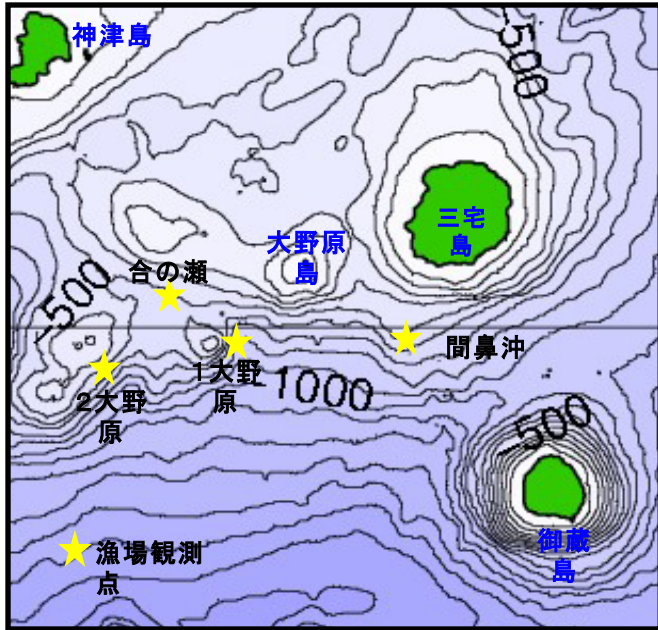 神津島
-500
三宅
島
大野原
島
合の瀬
-500
間鼻沖
1大野
原
-1000
2大野
原
-500
漁場観測
点
御蔵
島